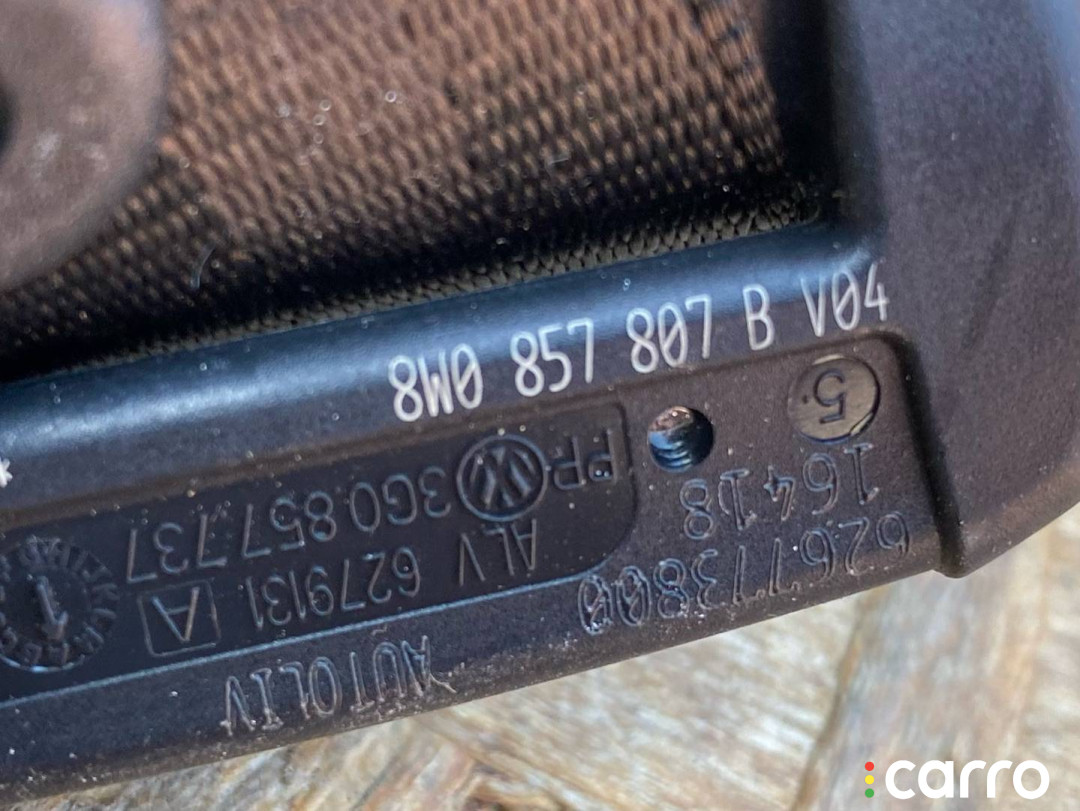 8W0 857 807 B V04
5
16418
626773800
PP
3G0.857.737
ALV 6279131 A
AUTOLIV
carro